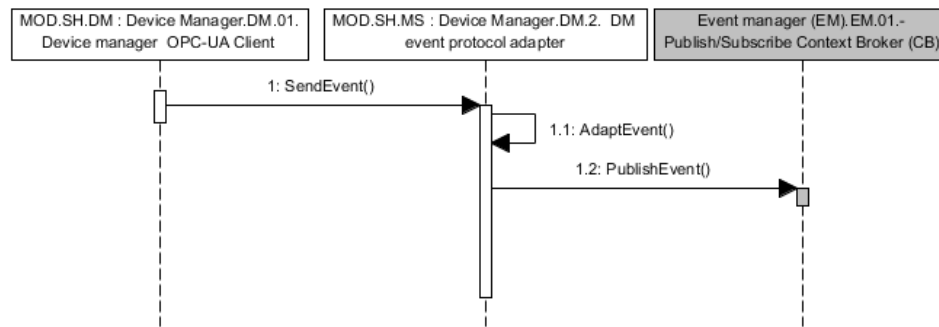 MOD.SH.DM : Device Manager.DM.01.
Device manager OPC-UA Client
MOD.SH.MS : Device Manager.DM.2. DM
event protocol adapter
Event manager (EM).EM.01.-
Publish/Subscribe Context Broker (CB)
1: SendEvent()
1.1: AdaptEvent()
1.2: PublishEvent()